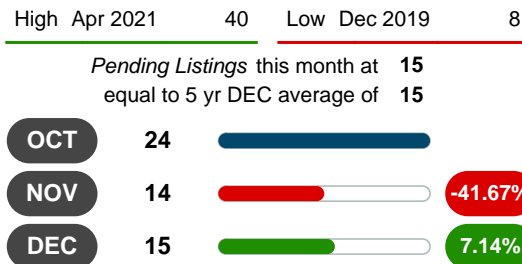 High Apr 2021 40 Low Dec 2019 8
Pending Listings this month at 15
equal to 5 yr DEC average of 15
OCT 24
NOV 14 -41.67%
DEC 15 7.14%